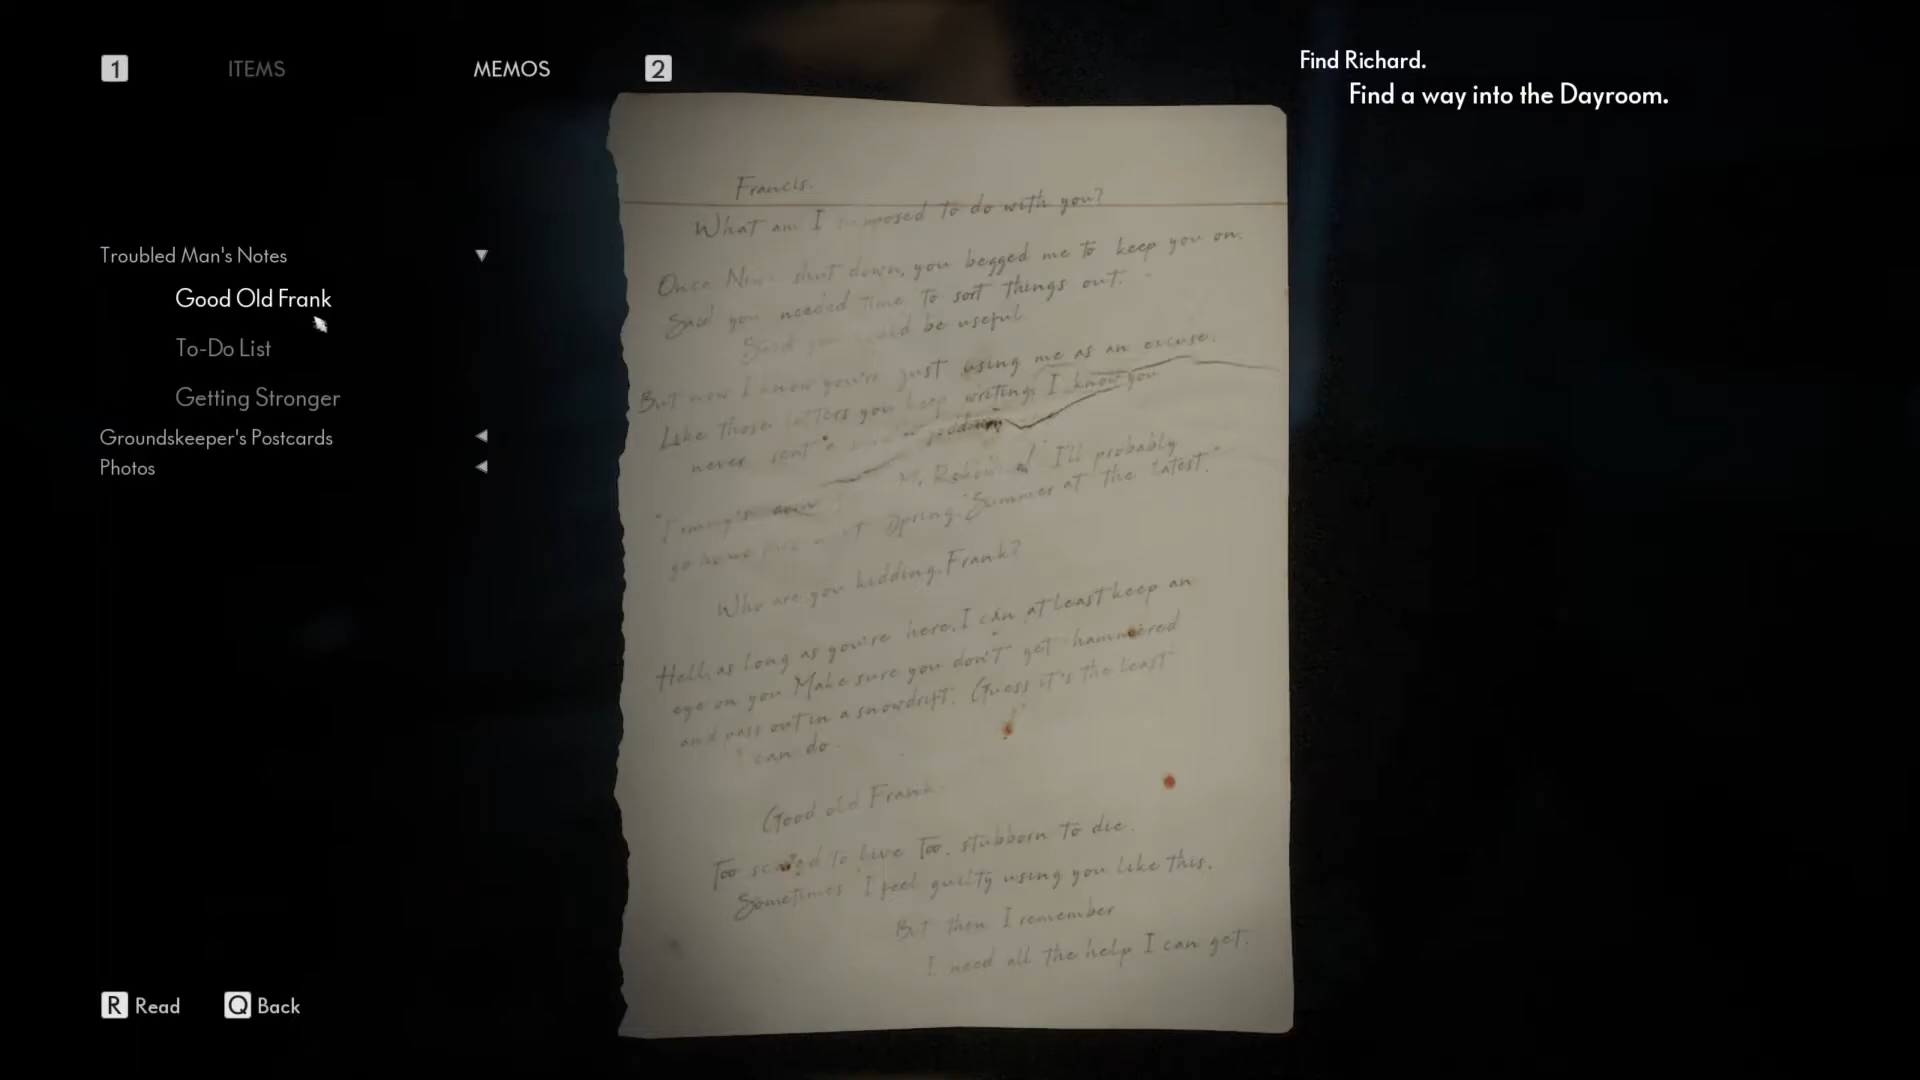 1 ITEMS MEMOS 2
Find Richard.
Find a way into the Dayroom.
Troubled Man's Notes
Good Old Frank
To-Do List
Getting Stronger
Groundskeeper's Postcards
Photos
Francis.
What am I supposed to do with you?
Once shut down, you begged me to keep you on.
Said you needed time to sort things out.
Said you be useful
But now I know you're just using me as an excuse.
Like those letters you keep writing. I know you
never sent a
"I'll probably
go home spring. Summer at the latest."
Who are you kidding, Frank?
Hell, as long as you're here, I can at least keep an
eye on you Make sure you don't get hammered
and pass out in a snowdrift. Guess it's the least
I can do.
Good old Frank
Too scared to live Too, stubborn to die.
Sometimes I feel guilty using you like this.
But then I remember
I need all the help I can get.
R Read Q Back